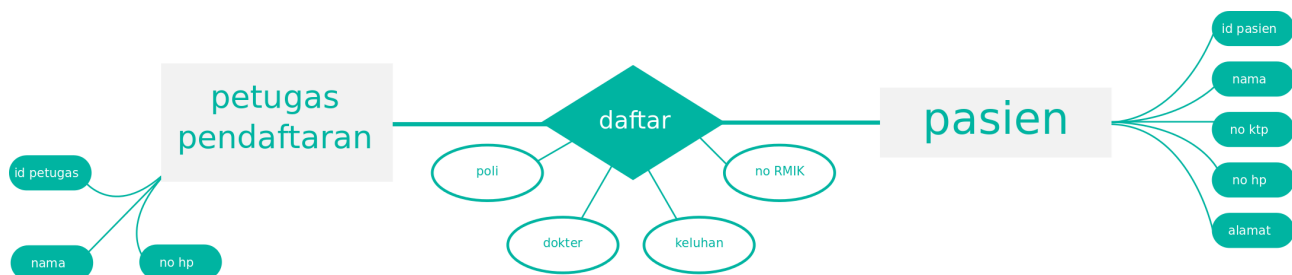 petugas
pendaftaran
id petugas
nama
no hp
daftar
poli
dokter
keluhan
no RMIK
pasien
id pasien
nama
no ktp
no hp
alamat